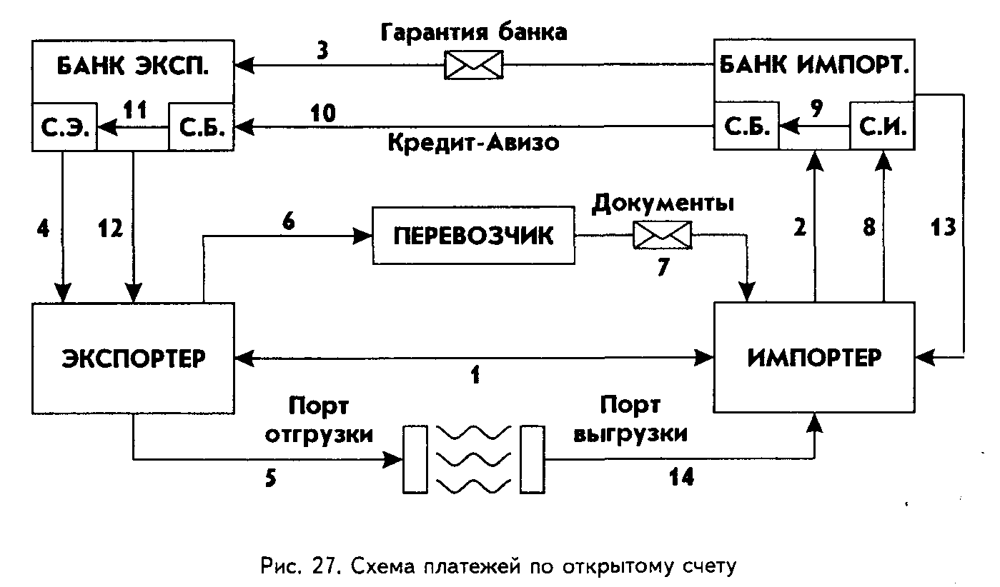 Гарантия банка
3
БАНК ЭКСП.
БАНК ИМПОРТ.
11
9
10
С.Э.
С.Б.
С.Б.
С.И.
Кредит-Авизо
Документы
4
12
6
ПЕРЕВОЗЧИК
2
8
13
7
ЭКСПОРТЕР
ИМПОРТЕР
1
Порт
отгрузки
Порт
выгрузки
5
14
Рис. 27. Схема платежей по открытому счету